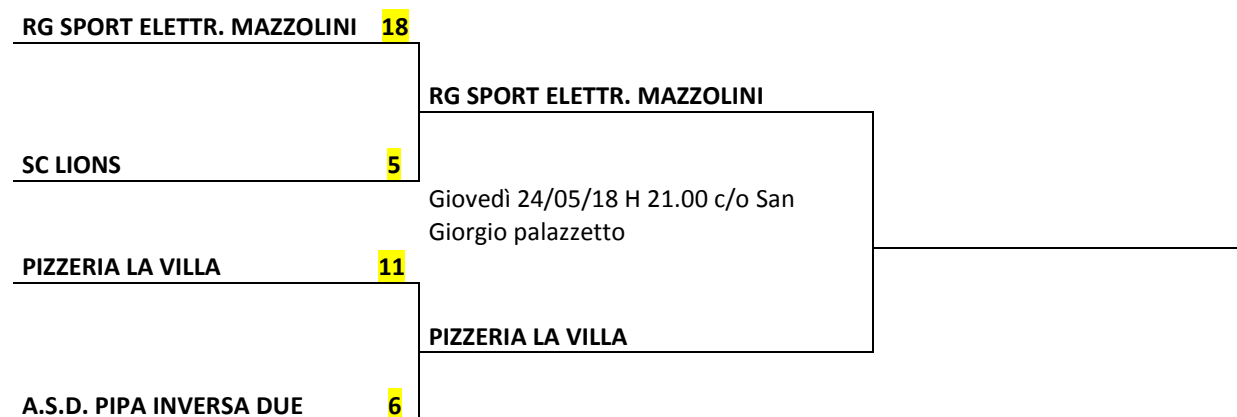 RG SPORT ELETTR. MAZZOLINI 18
RG SPORT ELETTR. MAZZOLINI
SC LIONS 5
Giovedì 24/05/18 H 21.00 c/o San
Giorgio palazzetto
PIZZERIA LA VILLA 11
PIZZERIA LA VILLA
A.S.D. PIPA INVERSA DUE 6